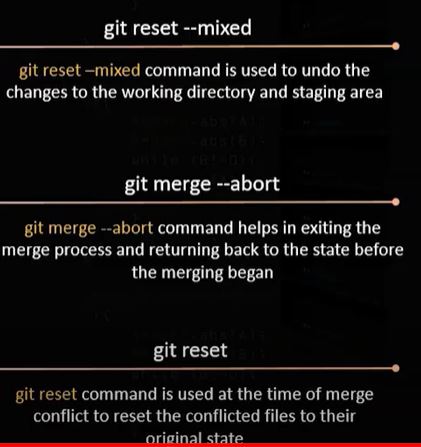 git reset --mixed
git reset –mixed command is used to undo the
changes to the working directory and staging area
git merge --abort
git merge --abort command helps in exiting the
merge process and returning back to the state before
the merging began
git reset
git reset command is used at the time of merge
conflict to reset the conflicted files to their
original state